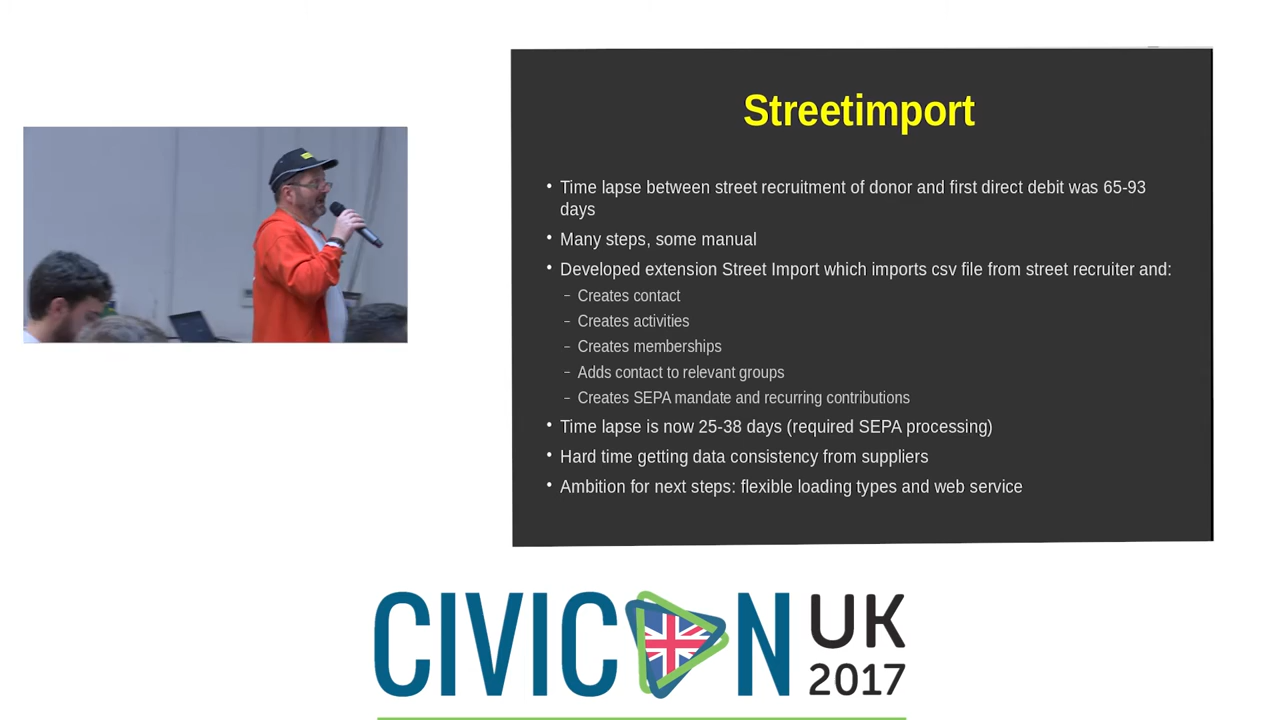 Streetimport
• Time lapse between street recruitment of donor and first direct debit was 65-93
days
• Many steps, some manual
• Developed extension Street Import which imports csv file from street recruiter and:
– Creates contact
– Creates activities
– Creates memberships
– Adds contact to relevant groups
– Creates SEPA mandate and recurring contributions
• Time lapse is now 25-38 days (required SEPA processing)
• Hard time getting data consistency from suppliers
• Ambition for next steps: flexible loading types and web service
CIVICON UK
2017